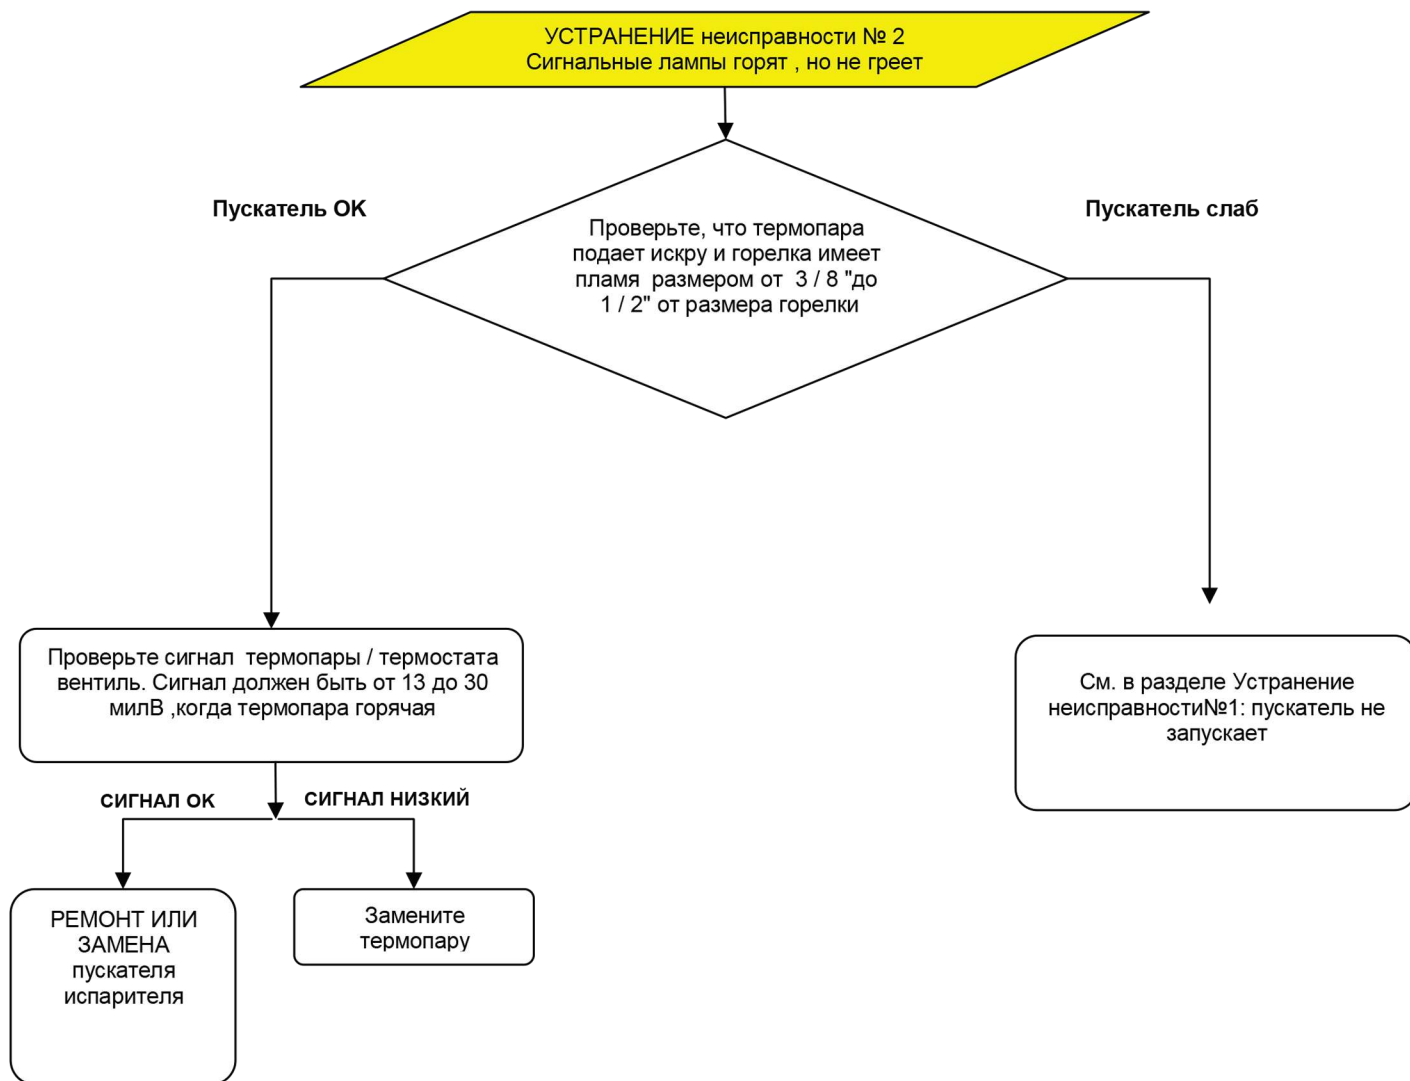 УСТРАНЕНИЕ неисправности № 2
Сигнальные лампы горят , но не греет
Пускатель OK
Пускатель слаб
Проверьте, что термопара
подает искру и горелка имеет
пламя размером от 3 / 8 "до
1 / 2" от размера горелки
Проверьте сигнал термопары / термостата
вентиль. Сигнал должен быть от 13 до 30
милВ ,когда термопара горячая
См. в разделе Устранение
неисправности№1: пускатель не
запускает
СИГНАЛ OK
СИГНАЛ НИЗКИЙ
РЕМОНТ ИЛИ
ЗАМЕНА
пускателя
испарителя
Замените
термопару